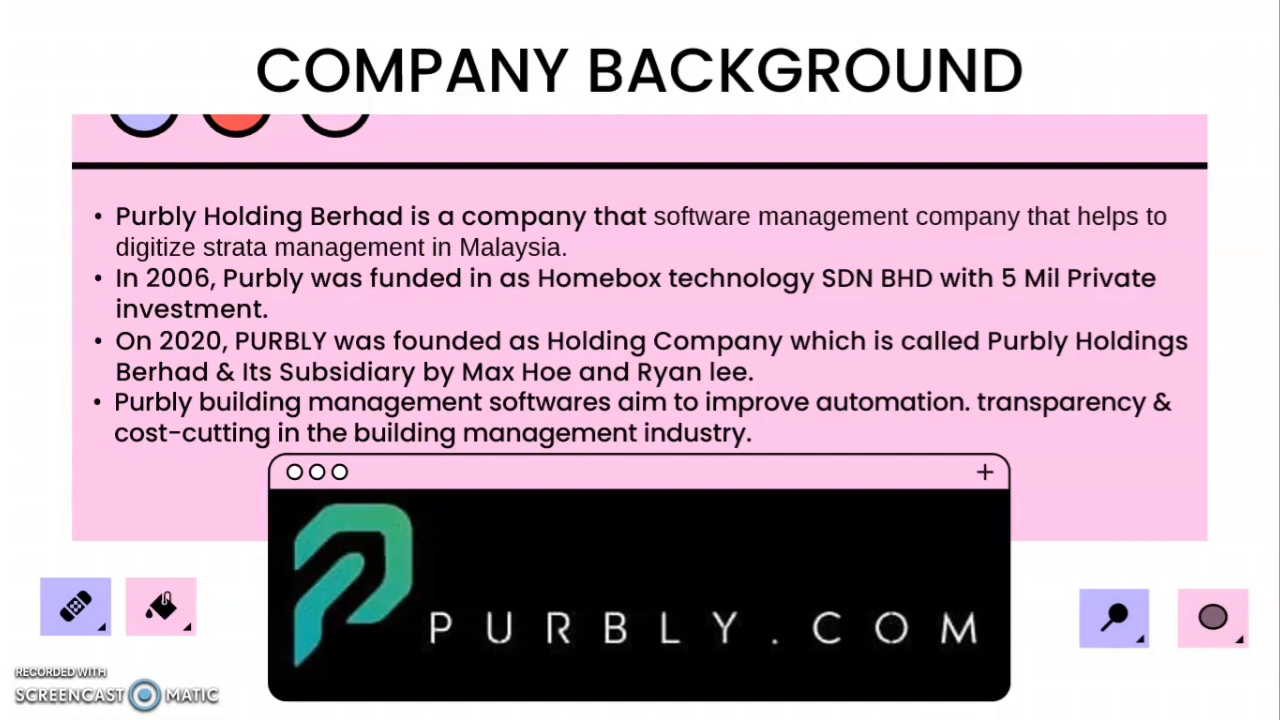 COMPANY BACKGROUND
• Purbly Holding Berhad is a company that software management company that helps to
digitize strata management in Malaysia.
• In 2006, Purbly was funded in as Homebox technology SDN BHD with 5 Mil Private
investment.
• On 2020, PURBLY was founded as Holding Company which is called Purbly Holdings
Berhad & Its Subsidiary by Max Hoe and Ryan lee.
• Purbly building management softwares aim to improve automation. transparency &
cost-cutting in the building management industry.
PURBLY.COM
RECORDED WITH
SCREENCAST MATIC